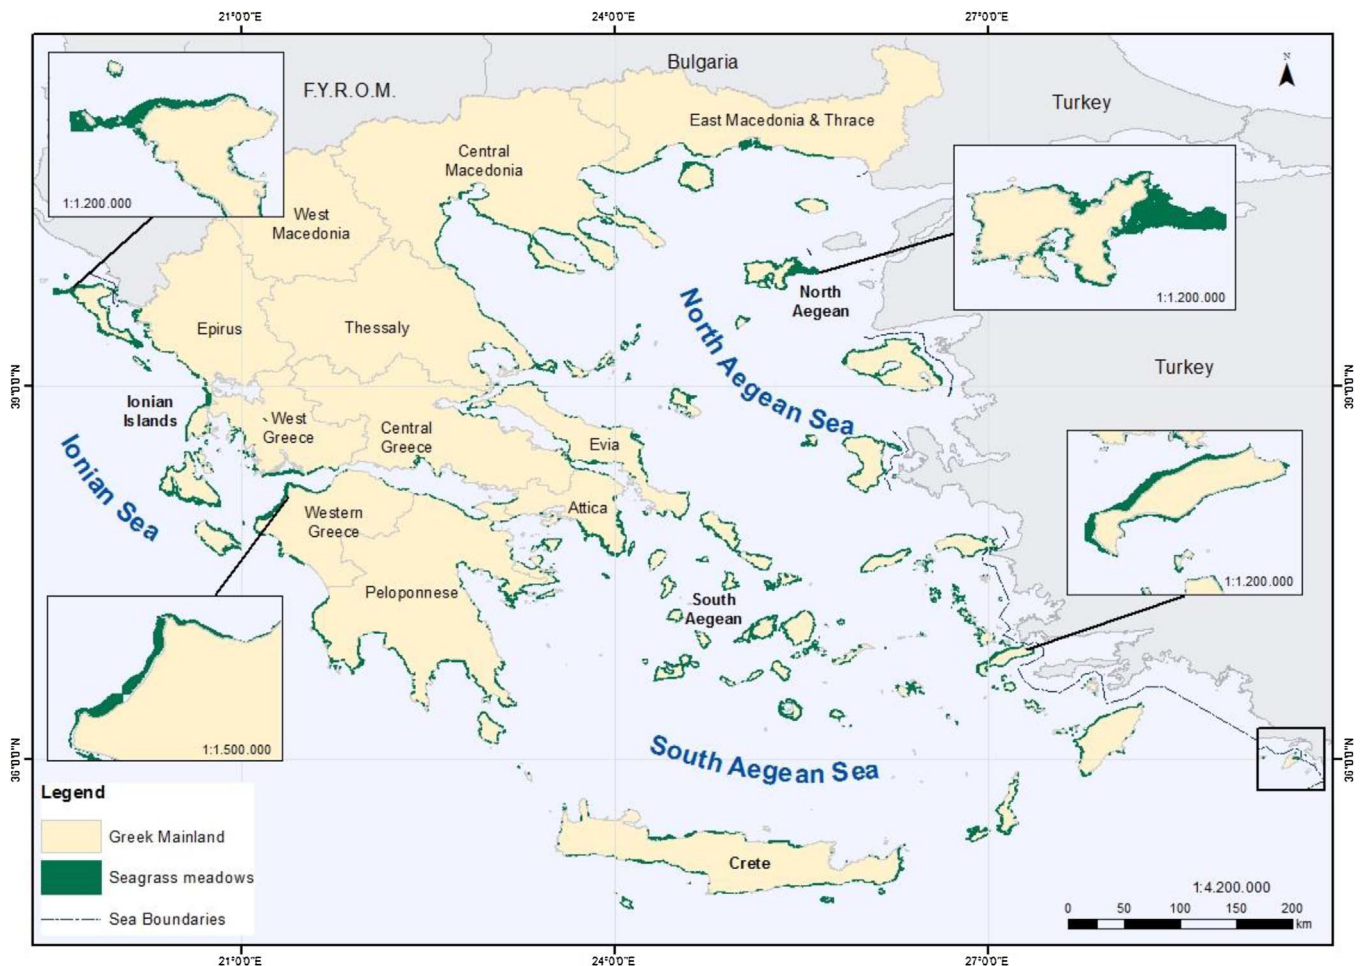 21°0'0"E
24°0'0"E
27°0'0"E
Bulgaria
F.Y.R.O.M.
Turkey
East Macedonia & Thrace
N
Central
Macedonia
1:1.200.000
West
Macedonia
North
Aegean
1:1.200.000
Epirus
Thessaly
North Aegean Sea
Turkey
39°0'0"N
39°0'0"N
Ionian
Islands
West
Greece
Central
Greece
Evia
Ionian Sea
Attica
Western
Greece
1:1.200.000
Peloponnese
South
Aegean
1:1.500.000
South Aegean Sea
36°0'0"N
36°0'0"N
Legend
Greek Mainland
Seagrass meadows
Sea Boundaries
Crete
1:4.200.000
0 50 100 150 200
km
21°0'0"E
24°0'0"E
27°0'0"E